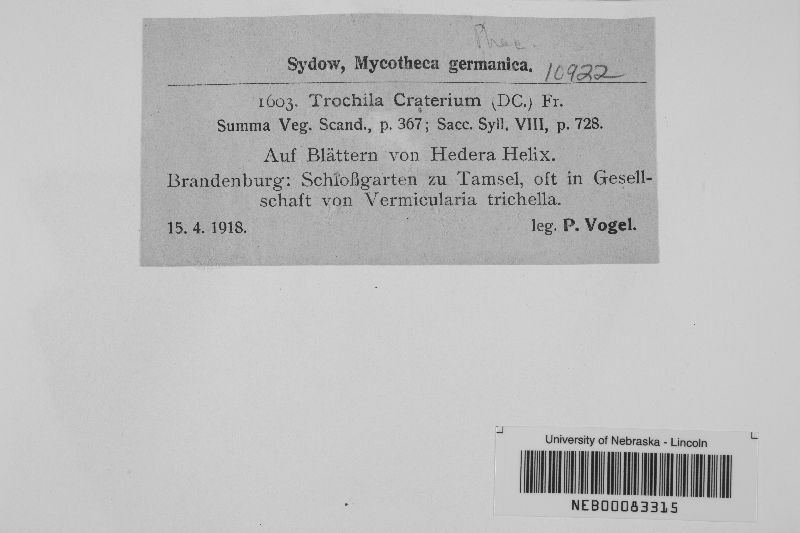 Phac.
Sydow, Mycotheca germanica. 10922
1603. Trochila Craterium (DC.) Fr.
Summa Veg. Scand., p. 367; Sacc. Syll. VIII, p. 728.
Auf Blättern von Hedera Helix.
Brandenburg: Schloßgarten zu Tamsel, oft in Gesell-
schaft von Vermicularia trichella.
15. 4. 1918. leg. P. Vogel.
University of Nebraska - Lincoln
NEB00083315